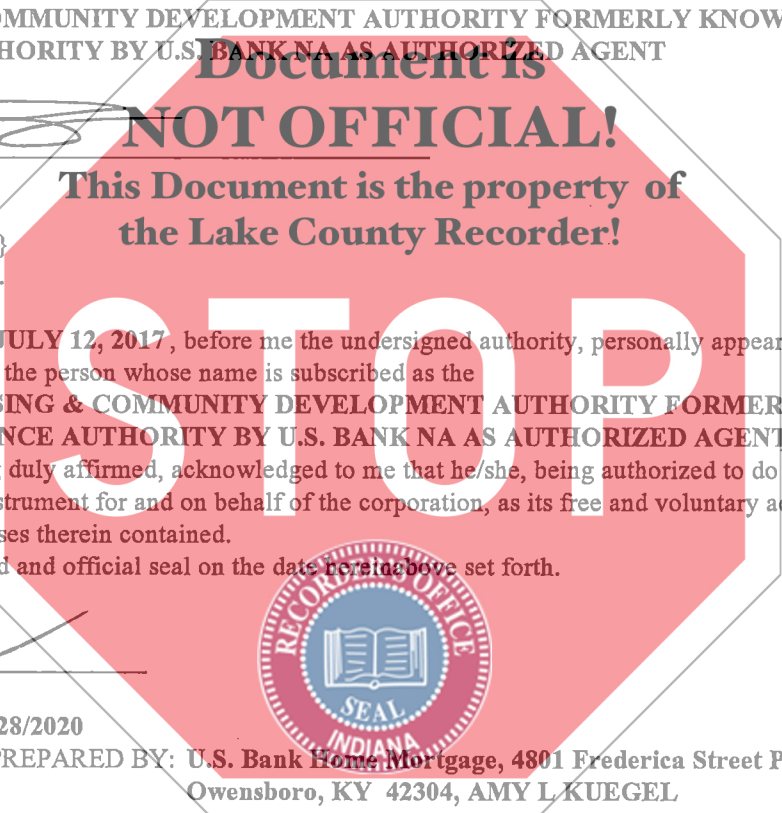 MMUNITY DEVELOPMENT AUTHORITY FORMERLY KNOW
HORITY BY U.S. BANK NA AS AUTHORIZED AGENT
Document is
NOT OFFICIAL!
This Document is the property of
the Lake County Recorder!
}
JULY 12, 2017, before me the undersigned authority, personally appear
the person whose name is subscribed as the
SING & COMMUNITY DEVELOPMENT AUTHORITY FORMER
NCE AUTHORITY BY U.S. BANK NA AS AUTHORIZED AGENT
duly affirmed, acknowledged to me that he/she, being authorized to do
strument for and on behalf of the corporation, as its free and voluntary a
ses therein contained.
d and official seal on the date hereinabove set forth.
STOP
RECORDER'S OFFICE
SEAL
INDIANA
28/2020
PREPARED BY: U.S. Bank Home Mortgage, 4801 Frederica Street P
Owensboro, KY 42304, AMY L KUEGEL